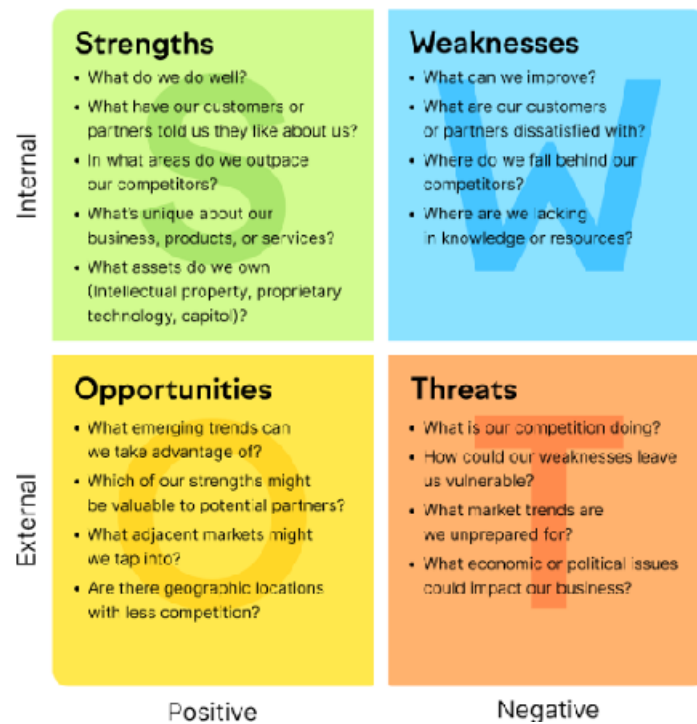 Internal
Strengths
• What do we do well?
• What have our customers or
partners told us they like about us?
• In what areas do we outpace
our competitors?
• What's unique about our
business, products, or services?
• What assets do we own
(Intellectual property, proprietary
technology, capitol)?
S
Weaknesses
• What can we improve?
• What are our customers
or partners dissatisfied with?
• Where do we fall behind our
competitors?
• Where are we lacking
in knowledge or resources?
W
External
Opportunities
• What emerging trends can
we take advantage of?
• Which of our strengths might
be valuable to potential partners?
• What adjacent markets might
we tap into?
• Are there geographic locations
with less competition?
O
Threats
• What is our competition doing?
• How could our weaknesses leave
us vulnerable?
• What market trends are
we unprepared for?
• What economic or political issues
could impact our business?
T
Positive
Negative